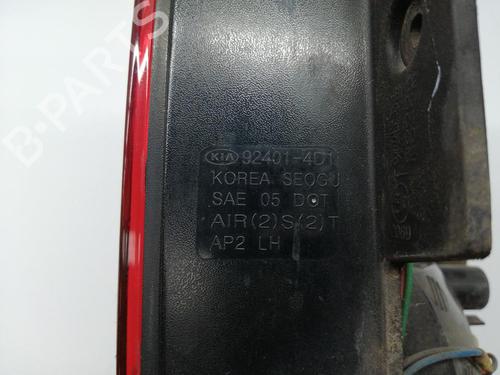 B-PARTS
KIA 92401-4D1
KOREA SEOGU
SAE 05 DOT
AIR(2)S(2)T
AP2 LH